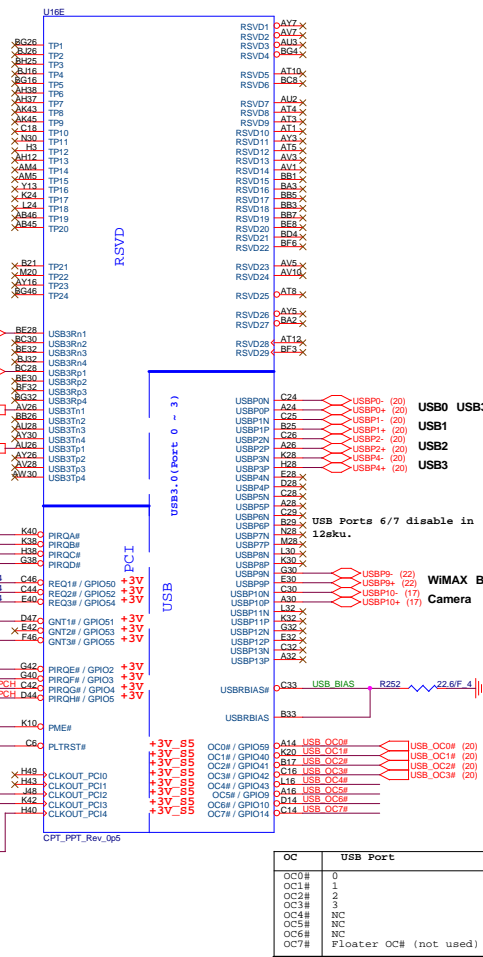 U16E
BG26 TP1
BJ26 TP2
BH25 TP3
BJ16 TP4
BG16 TP5
AH38 TP6
AH37 TP7
AK43 TP8
AK45 TP9
C18 TP10
N30 TP11
H3 TP12
AH12 TP13
AM4 TP14
AM5 TP15
Y13 TP16
K24 TP17
L24 TP18
AB46 TP19
AB45 TP20
B21 TP21
M20 TP22
AY16 TP23
BG46 TP24
RSVD
RSVD1 AY7
RSVD2 AV7
RSVD3 AU3
RSVD4 BG4
RSVD5 AT10
RSVD6 BC8
RSVD7 AU2
RSVD8 AT4
RSVD9 AT3
RSVD10 AT1
RSVD11 AY3
RSVD12 AT5
RSVD13 AV3
RSVD14 AV1
RSVD15 BB1
RSVD16 BA3
RSVD17 BB5
RSVD18 BB3
RSVD19 BB7
RSVD20 BE8
RSVD21 BD4
RSVD22 BF6
RSVD23 AV5
RSVD24 AV10
RSVD25 AT8
RSVD26 AY5
RSVD27 BA2
RSVD28 AT12
RSVD29 BF3
BE28 USB3Rn1
BC30 USB3Rn2
BE32 USB3Rn3
BJ32 USB3Rn4
BC28 USB3Rp1
BE30 USB3Rp2
BF32 USB3Rp3
BG32 USB3Rp4
AV26 USB3Tn1
BB26 USB3Tn2
AU28 USB3Tn3
AY30 USB3Tn4
AU26 USB3Tp1
AY26 USB3Tp2
AV28 USB3Tp3
AW30 USB3Tp4
USB3.0(Port 0 ~ 3)
USBP0N C24 USBP0- (20)
USBP0P A24 USBP0+ (20) USB0 USB3
USBP1N C25 USBP1- (20)
USBP1P B25 USBP1+ (20) USB1
USBP2N C26 USBP2- (20)
USBP2P A26 USBP2+ (20) USB2
USBP3N K28 USBP4- (20)
USBP3P H28 USBP4+ (20) USB3
USBP4N E28
USBP4P D28
USBP5N C28
USBP5P A28
USBP6N C29
USBP6P B29
USBP7N N28
USBP7P M28
USBP8N L30
USBP8P K30
USB Ports 6/7 disable in
12sku.
USBP9N G30 USBP9- (22)
USBP9P E30 USBP9+ (22) WiMAX B
USBP10N C30 USBP10- (17)
USBP10P A30 USBP10+ (17) Camera
USBP11N L32
USBP11P K32
USBP12N G32
USBP12P E32
USBP13N C32
USBP13P A32
K40 PIRQA#
K38 PIRQB#
H38 PIRQC#
G38 PIRQD#
PCI
USB
C46 REQ1# / GPIO50 +3V
C44 REQ2# / GPIO52 +3V
E40 REQ3# / GPIO54 +3V
D47 GNT1# / GPIO51 +3V
E42 GNT2# / GPIO53 +3V
F46 GNT3# / GPIO55 +3V
G42 PIRQE# / GPIO2 +3V
G40 PIRQF# / GPIO3 +3V
PCH C42 PIRQG# / GPIO4 +3V
PCH D44 PIRQH# / GPIO5 +3V
USBRBIAS# C33 USB_BIAS R252 22.6/F_4
USBRBIAS B33
K10 PME#
C6 PLTRST#
+3V_S5 OC0# / GPIO59 A14 USB_OC0# USB_OC0# (20)
+3V_S5 OC1# / GPIO40 K20 USB_OC1# USB_OC1# (20)
+3V_S5 OC2# / GPIO41 B17 USB_OC2# USB_OC2# (20)
+3V_S5 OC3# / GPIO42 C16 USB_OC3# USB_OC3# (20)
+3V_S5 OC4# / GPIO43 L16 USB_OC4#
+3V_S5 OC5# / GPIO9 A16 USB_OC5#
+3V_S5 OC6# / GPIO10 D14 USB_OC6#
+3V_S5 OC7# / GPIO14 C14 USB_OC7#
H49 CLKOUT_PCI0
H43 CLKOUT_PCI1
J48 CLKOUT_PCI2
K42 CLKOUT_PCI3
H40 CLKOUT_PCI4
CPT_PPT_Rev_0p5
OC USB Port
OC0# 0
OC1# 1
OC2# 2
OC3# 3
OC4# NC
OC5# NC
OC6# NC
OC7# Floater OC# (not used)